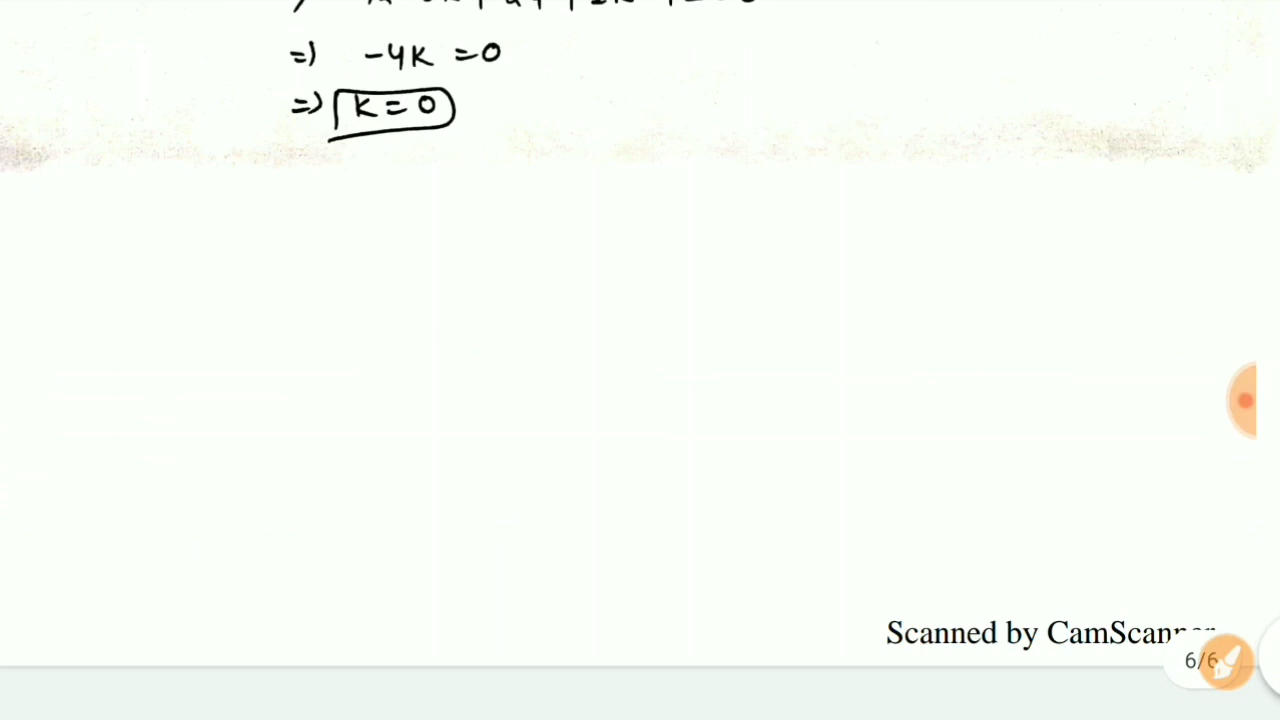 => -4K = 0
=> K = 0
Scanned by CamScanner
6/6